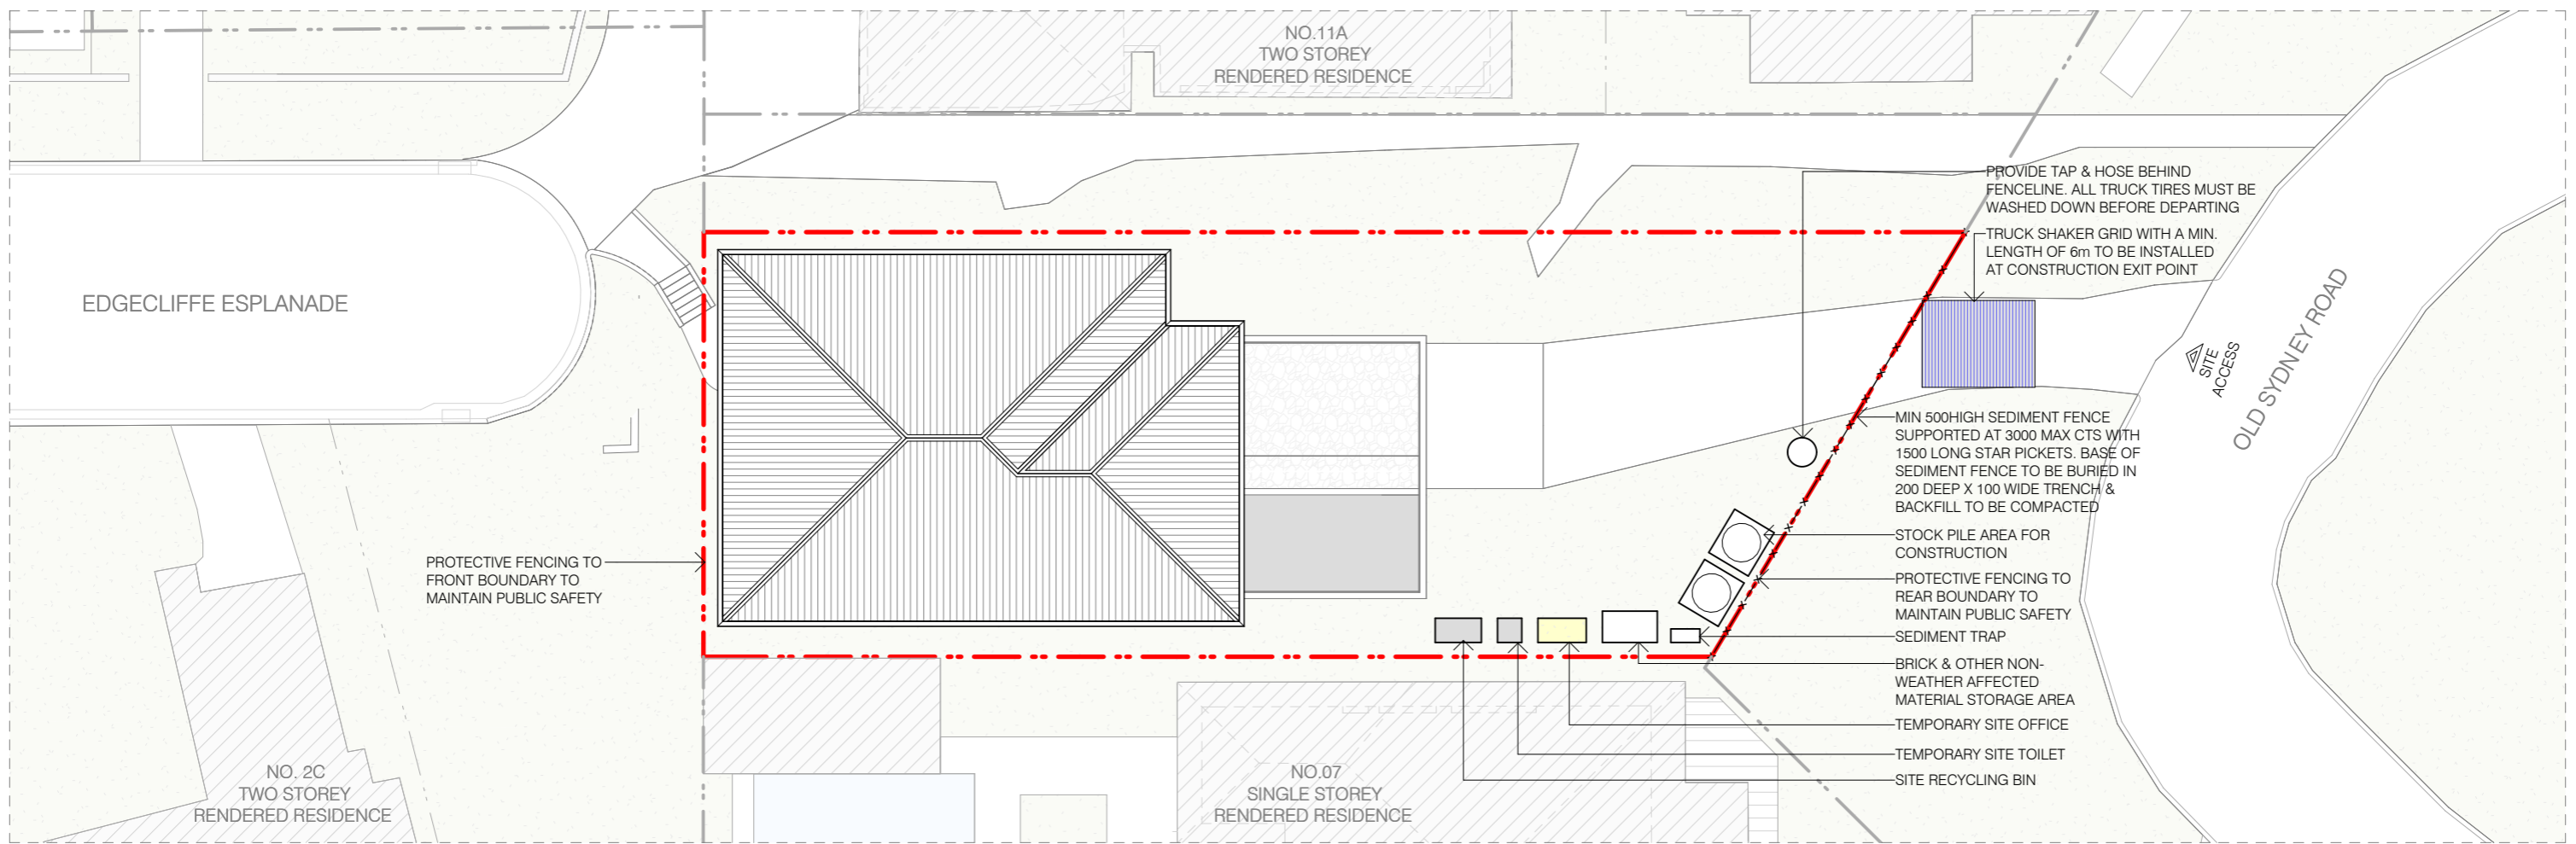 NO.11A
TWO STOREY
RENDERED RESIDENCE
PROVIDE TAP & HOSE BEHIND
FENCELINE. ALL TRUCK TIRES MUST BE
WASHED DOWN BEFORE DEPARTING
TRUCK SHAKER GRID WITH A MIN.
LENGTH OF 6m TO BE INSTALLED
AT CONSTRUCTION EXIT POINT
EDGECLIFFE ESPLANADE
SITE
ACCESS
OLD SYDNEY ROAD
MIN 500HIGH SEDIMENT FENCE
SUPPORTED AT 3000 MAX CTS WITH
1500 LONG STAR PICKETS. BASE OF
SEDIMENT FENCE TO BE BURIED IN
200 DEEP X 100 WIDE TRENCH &
BACKFILL TO BE COMPACTED
STOCK PILE AREA FOR
CONSTRUCTION
PROTECTIVE FENCING TO
FRONT BOUNDARY TO
MAINTAIN PUBLIC SAFETY
PROTECTIVE FENCING TO
REAR BOUNDARY TO
MAINTAIN PUBLIC SAFETY
SEDIMENT TRAP
BRICK & OTHER NON-
WEATHER AFFECTED
MATERIAL STORAGE AREA
TEMPORARY SITE OFFICE
TEMPORARY SITE TOILET
SITE RECYCLING BIN
NO. 2C
TWO STOREY
RENDERED RESIDENCE
NO.07
SINGLE STOREY
RENDERED RESIDENCE